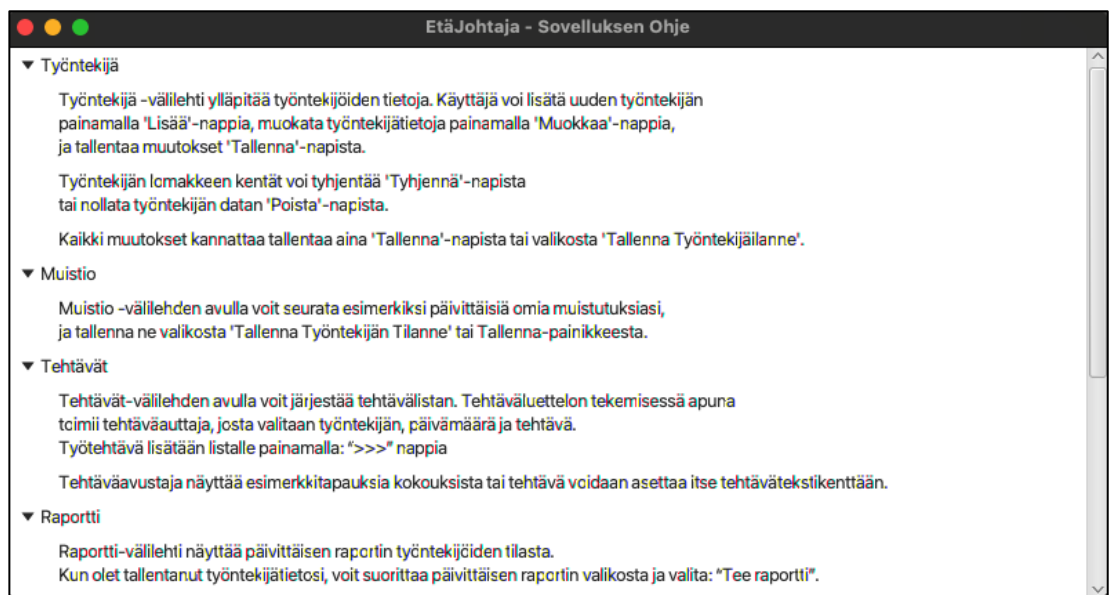 EtäJohtaja - Sovelluksen Ohje
▼ Työntekijä
Työntekijä -välilehti ylläpitää työntekijöiden tietoja. Käyttäjä voi lisätä uuden työntekijän
painamalla 'Lisää'-nappia, muokata työntekijätietoja painamalla 'Muokkaa'-nappia,
ja tallentaa muutokset 'Tallenna'-napista.
Työntekijän lomakkeen kentät voi tyhjentää 'Tyhjennä'-napista
tai nollata työntekijän datan 'Poista'-napista.
Kaikki muutokset kannattaa tallentaa aina 'Tallenna'-napista tai valikosta 'Tallenna Työntekijäilanne'.
▼ Muistio
Muistio -välilehden avulla voit seurata esimerkiksi päivittäisiä omia muistutuksiasi,
ja tallenna ne valikosta 'Tallenna Työntekijän Tilanne' tai Tallenna-painikkeesta.
▼ Tehtävät
Tehtävät-välilehden avulla voit järjestää tehtävälistan. Tehtäväluettelon tekemisessä apuna
toimii tehtäväauttaja, josta valitaan työntekijän, päivämäärä ja tehtävä.
Työtehtävä lisätään listalle painamalla: “>>>” nappia
Tehtäväavustaja näyttää esimerkkitapauksia kokouksista tai tehtävä voidaan asettaa itse tehtävätekstikenttään.
▼ Raportti
Raportti-välilehti näyttää päivittäisen raportin työntekijöiden tilasta.
Kun olet tallentanut työntekijätietosi, voit suorittaa päivittäisen raportin valikosta ja valita: “Tee raportti”.